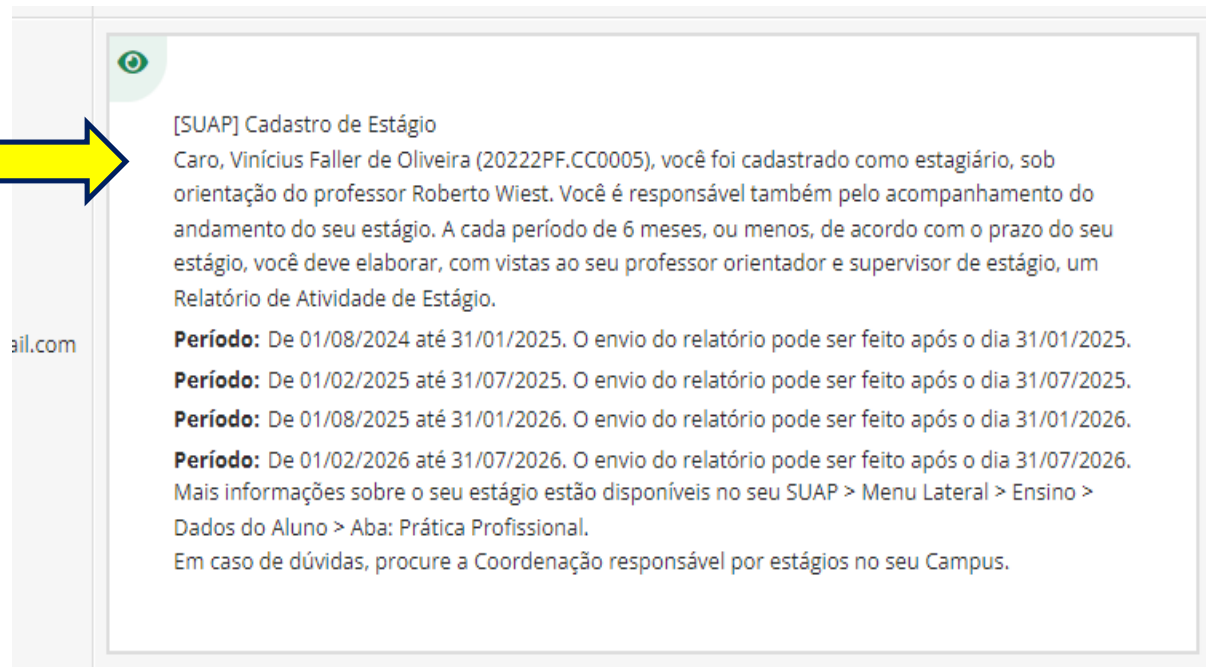 [SUAP] Cadastro de Estágio
Caro, Vinícius Faller de Oliveira (20222PF.CC0005), você foi cadastrado como estagiário, sob
orientação do professor Roberto Wiest. Você é responsável também pelo acompanhamento do
andamento do seu estágio. A cada período de 6 meses, ou menos, de acordo com o prazo do seu
estágio, você deve elaborar, com vistas ao seu professor orientador e supervisor de estágio, um
Relatório de Atividade de Estágio.
ail.com
Período: De 01/08/2024 até 31/01/2025. O envio do relatório pode ser feito após o dia 31/01/2025.
Período: De 01/02/2025 até 31/07/2025. O envio do relatório pode ser feito após o dia 31/07/2025.
Período: De 01/08/2025 até 31/01/2026. O envio do relatório pode ser feito após o dia 31/01/2026.
Período: De 01/02/2026 até 31/07/2026. O envio do relatório pode ser feito após o dia 31/07/2026.
Mais informações sobre o seu estágio estão disponíveis no seu SUAP > Menu Lateral > Ensino >
Dados do Aluno > Aba: Prática Profissional.
Em caso de dúvidas, procure a Coordenação responsável por estágios no seu Campus.